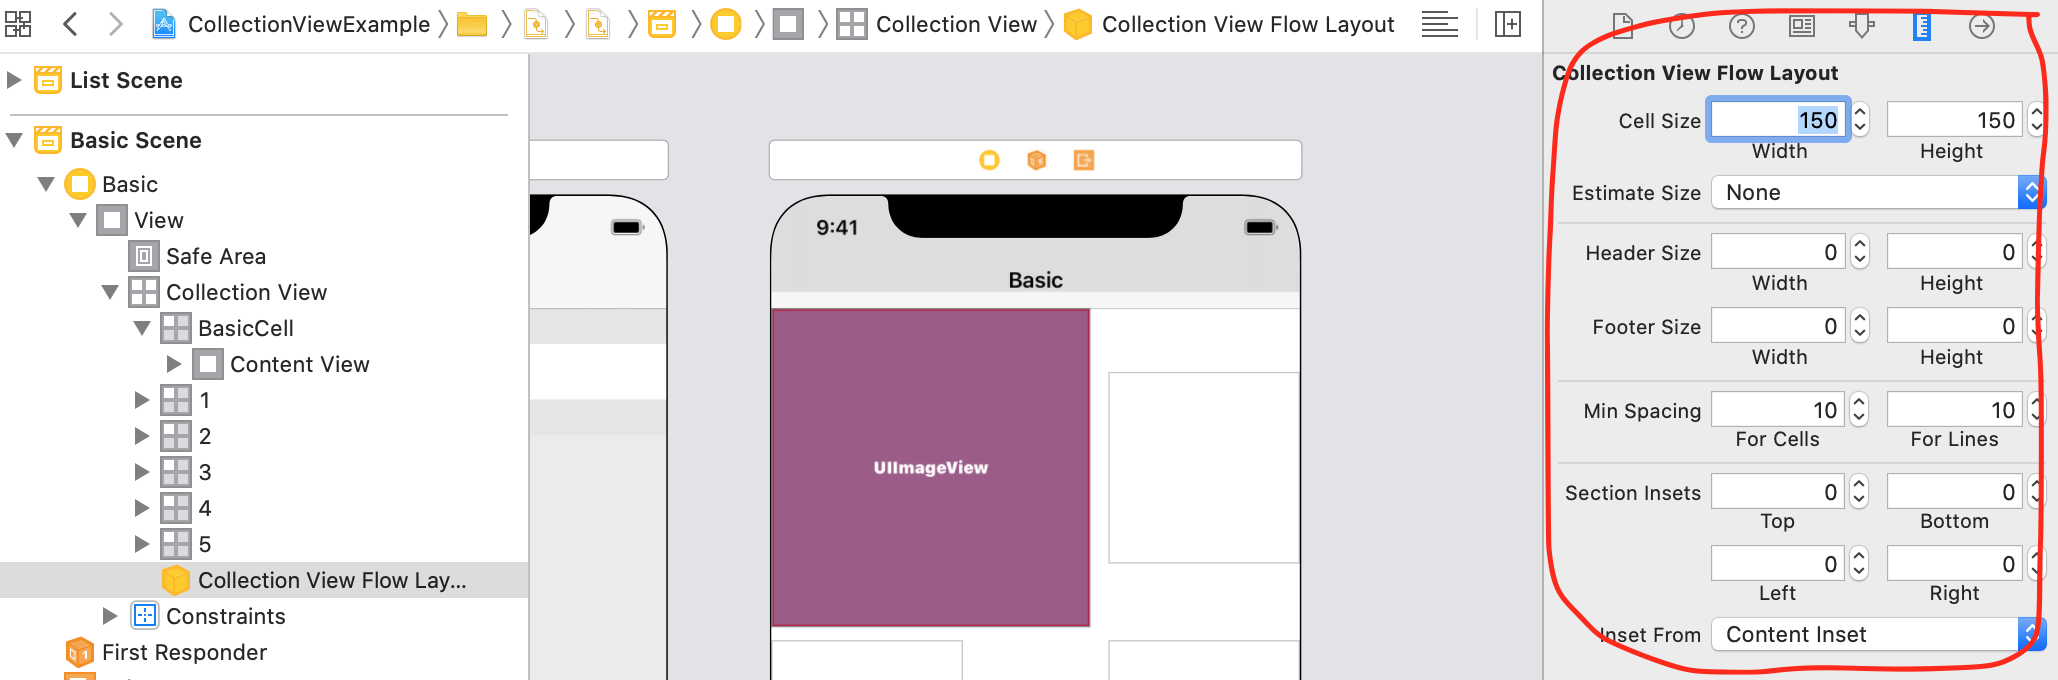 CollectionViewExample
Collection View
Collection View Flow Layout
List Scene
Basic Scene
Basic
View
Safe Area
Collection View
BasicCell
Content View
1
2
3
4
5
Collection View Flow Lay...
Constraints
First Responder
9:41
Basic
UIImageView
Collection View Flow Layout
Cell Size 150 150
Width Height
Estimate Size None
Header Size 0 0
Width Height
Footer Size 0 0
Width Height
Min Spacing 10 10
For Cells For Lines
Section Insets 0 0
Top Bottom
0 0
Left Right
Inset From Content Inset